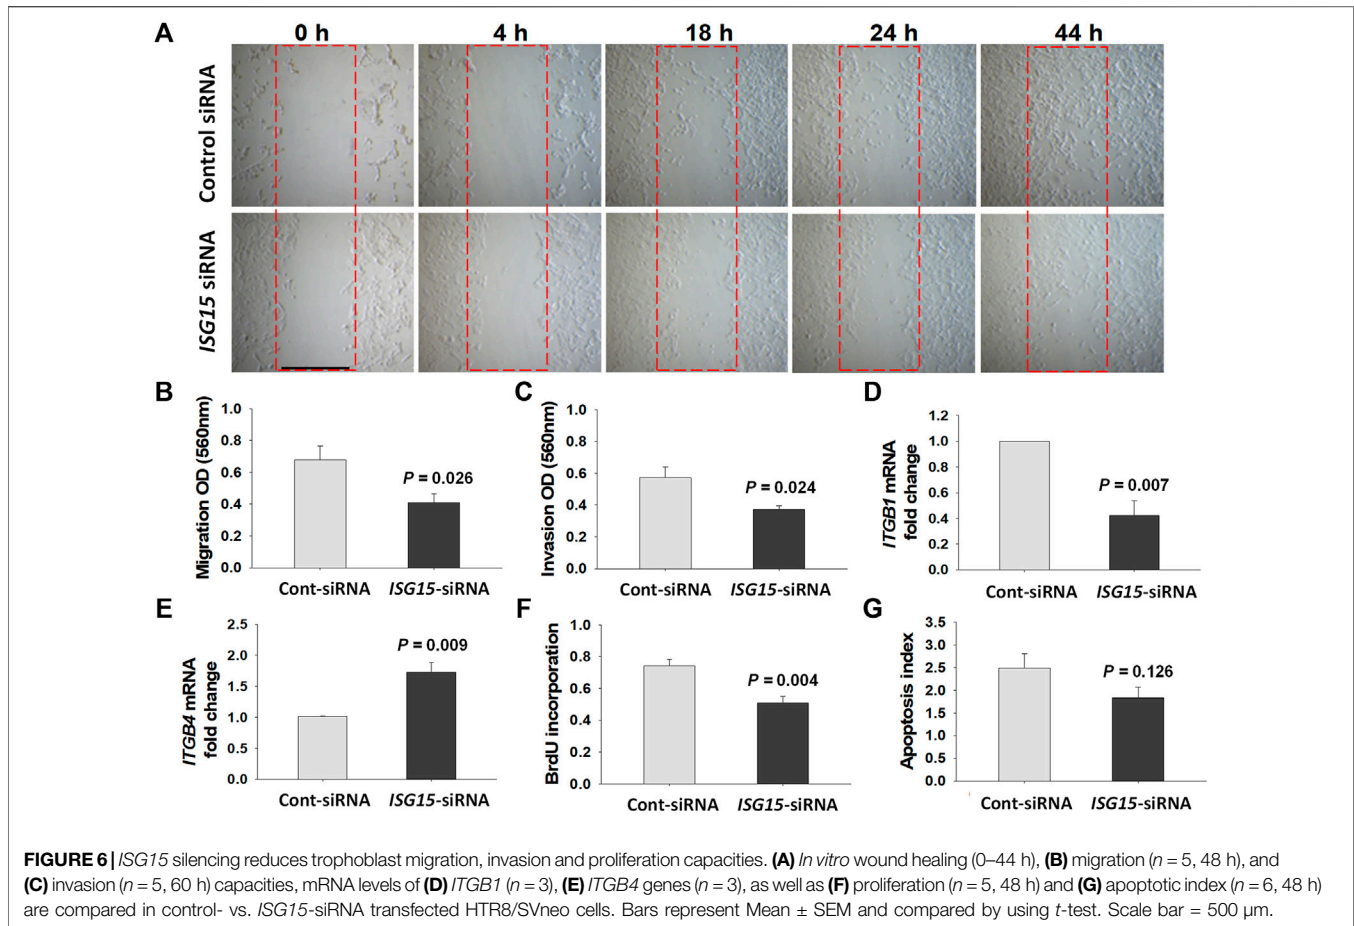 A
0 h 4 h 18 h 24 h 44 h
Control siRNA
ISG15 siRNA
B
Migration OD (560nm)
1.0
0.8
0.6
0.4
0.2
0.0
P = 0.026
Cont-siRNA ISG15-siRNA
C
Invasion OD (560nm)
1.0
0.8
0.6
0.4
0.2
0.0
P = 0.024
Cont-siRNA ISG15-siRNA
D
ITGB1 mRNA
fold change
1.2
1.0
0.8
0.6
0.4
0.2
0.0
P = 0.007
Cont-siRNA ISG15-siRNA
E
ITGB4 mRNA
fold change
2.5
2.0
1.5
1.0
0.5
0.0
P = 0.009
Cont-siRNA ISG15-siRNA
F
BrdU incorporation
1.0
0.8
0.6
0.4
0.2
0.0
P = 0.004
Cont-siRNA ISG15-siRNA
G
Apoptosis index
3.5
3.0
2.5
2.0
1.5
1.0
0.5
0.0
P = 0.126
Cont-siRNA ISG15-siRNA
FIGURE 6 | ISG15 silencing reduces trophoblast migration, invasion and proliferation capacities. (A) In vitro wound healing (0–44 h), (B) migration (n = 5, 48 h), and
(C) invasion (n = 5, 60 h) capacities, mRNA levels of (D) ITGB1 (n = 3), (E) ITGB4 genes (n = 3), as well as (F) proliferation (n = 5, 48 h) and (G) apoptotic index (n = 6, 48 h)
are compared in control- vs. ISG15-siRNA transfected HTR8/SVneo cells. Bars represent Mean ± SEM and compared by using t-test. Scale bar = 500 μm.